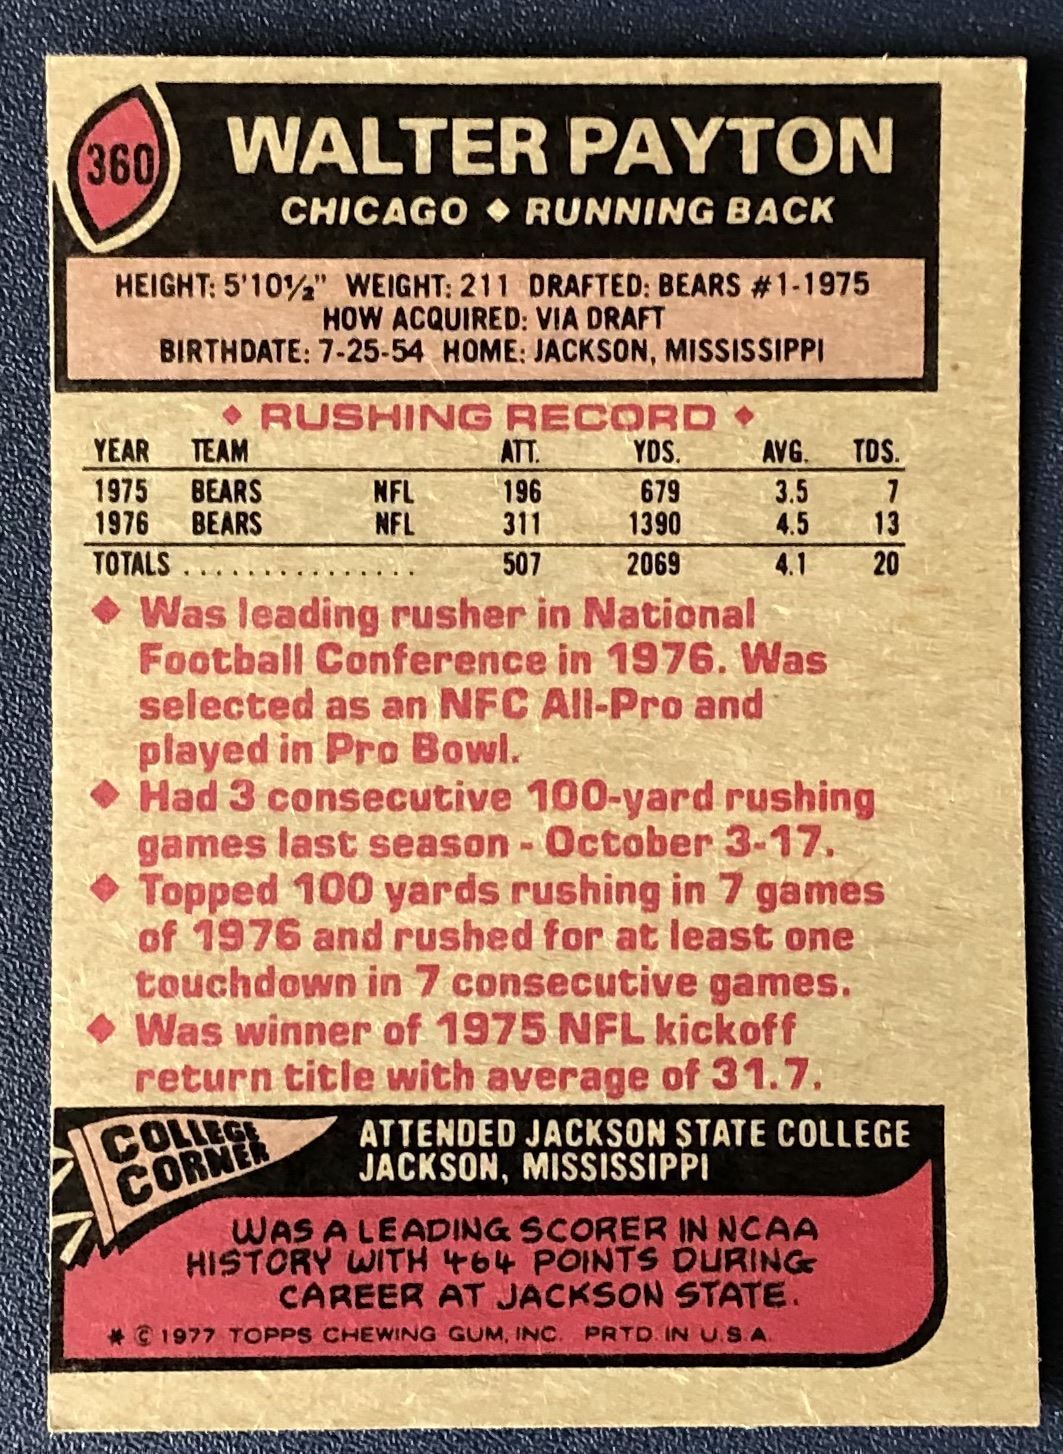 360
WALTER PAYTON
CHICAGO ◆ RUNNING BACK
HEIGHT: 5'10½" WEIGHT: 211 DRAFTED: BEARS #1-1975
HOW ACQUIRED: VIA DRAFT
BIRTHDATE: 7-25-54 HOME: JACKSON, MISSISSIPPI
◆ RUSHING RECORD ◆
YEAR TEAM ATT. YDS. AVG. TDS.
1975 BEARS NFL 196 679 3.5 7
1976 BEARS NFL 311 1390 4.5 13
TOTALS ............... 507 2069 4.1 20
◆ Was leading rusher in National
Football Conference in 1976. Was
selected as an NFC All-Pro and
played in Pro Bowl.
◆ Had 3 consecutive 100-yard rushing
games last season - October 3-17.
◆ Topped 100 yards rushing in 7 games
of 1976 and rushed for at least one
touchdown in 7 consecutive games.
◆ Was winner of 1975 NFL kickoff
return title with average of 31.7.
COLLEGE
CORNER
ATTENDED JACKSON STATE COLLEGE
JACKSON, MISSISSIPPI
WAS A LEADING SCORER IN NCAA
HISTORY WITH 464 POINTS DURING
CAREER AT JACKSON STATE.
* © 1977 TOPPS CHEWING GUM, INC. PRTD. IN U.S.A.